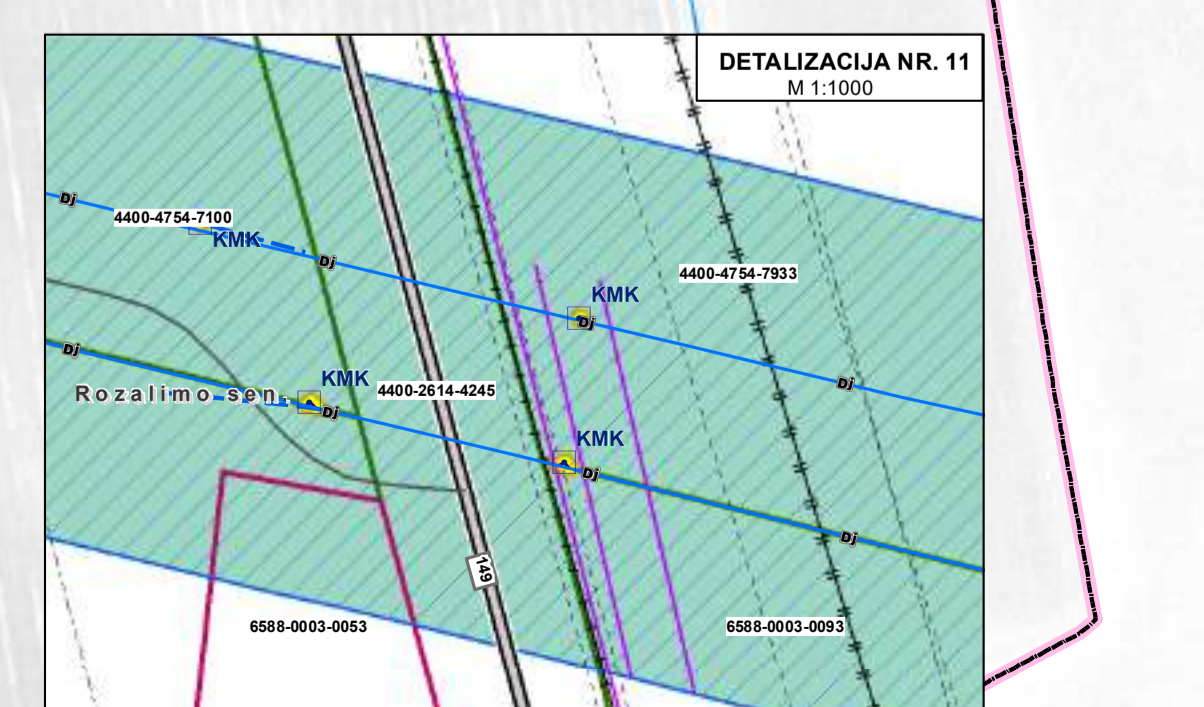 DETALIZACIJA NR. 11
M 1:1000
Dj
4400-4754-7100
KMK
Dj
4400-4754-7933
KMK
Dj
Dj
Dj
KMK
4400-2614-4245
Rozalimo sen.
Dj
KMK
Dj
Dj
149
6588-0003-0053
6588-0003-0093